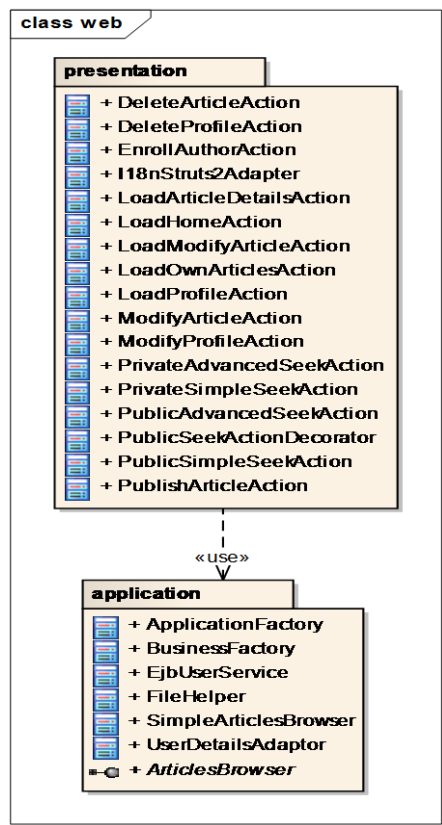 class web
presentation
+ DeleteArticleAction
+ DeleteProfileAction
+ EnrollAuthorAction
+ I18nStruts2Adapter
+ LoadArticleDetailsAction
+ LoadHomeAction
+ LoadModifyArticleAction
+ LoadOwnArticlesAction
+ LoadProfileAction
+ ModifyArticleAction
+ ModifyProfileAction
+ PrivateAdvancedSeekAction
+ PrivateSimpleSeekAction
+ PublicAdvancedSeekAction
+ PublicSeekActionDecorator
+ PublicSimpleSeekAction
+ PublishArticleAction
«use»
application
+ ApplicationFactory
+ BusinessFactory
+ EjbUserService
+ FileHelper
+ SimpleArticlesBrowser
+ UserDetailsAdaptor
+ ArticlesBrowser